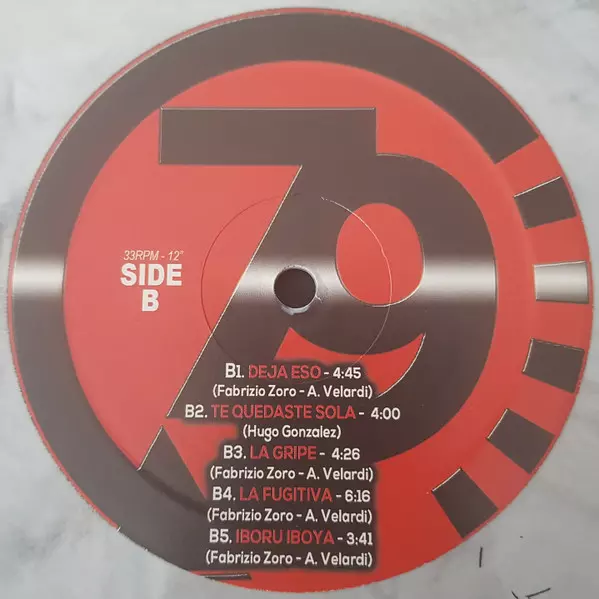 79
33RPM - 12"
SIDE
B
B1. DEJA ESO - 4:45
(Fabrizio Zoro - A. Velardi)
B2. TE QUEDASTE SOLA - 4:00
(Hugo Gonzalez)
B3. LA GRIPE - 4:26
(Fabrizio Zoro - A. Velardi)
B4. LA FUGITIVA - 6:16
(Fabrizio Zoro - A. Velardi)
B5. IBORU IBOYA - 3:41
(Fabrizio Zoro - A. Velardi)